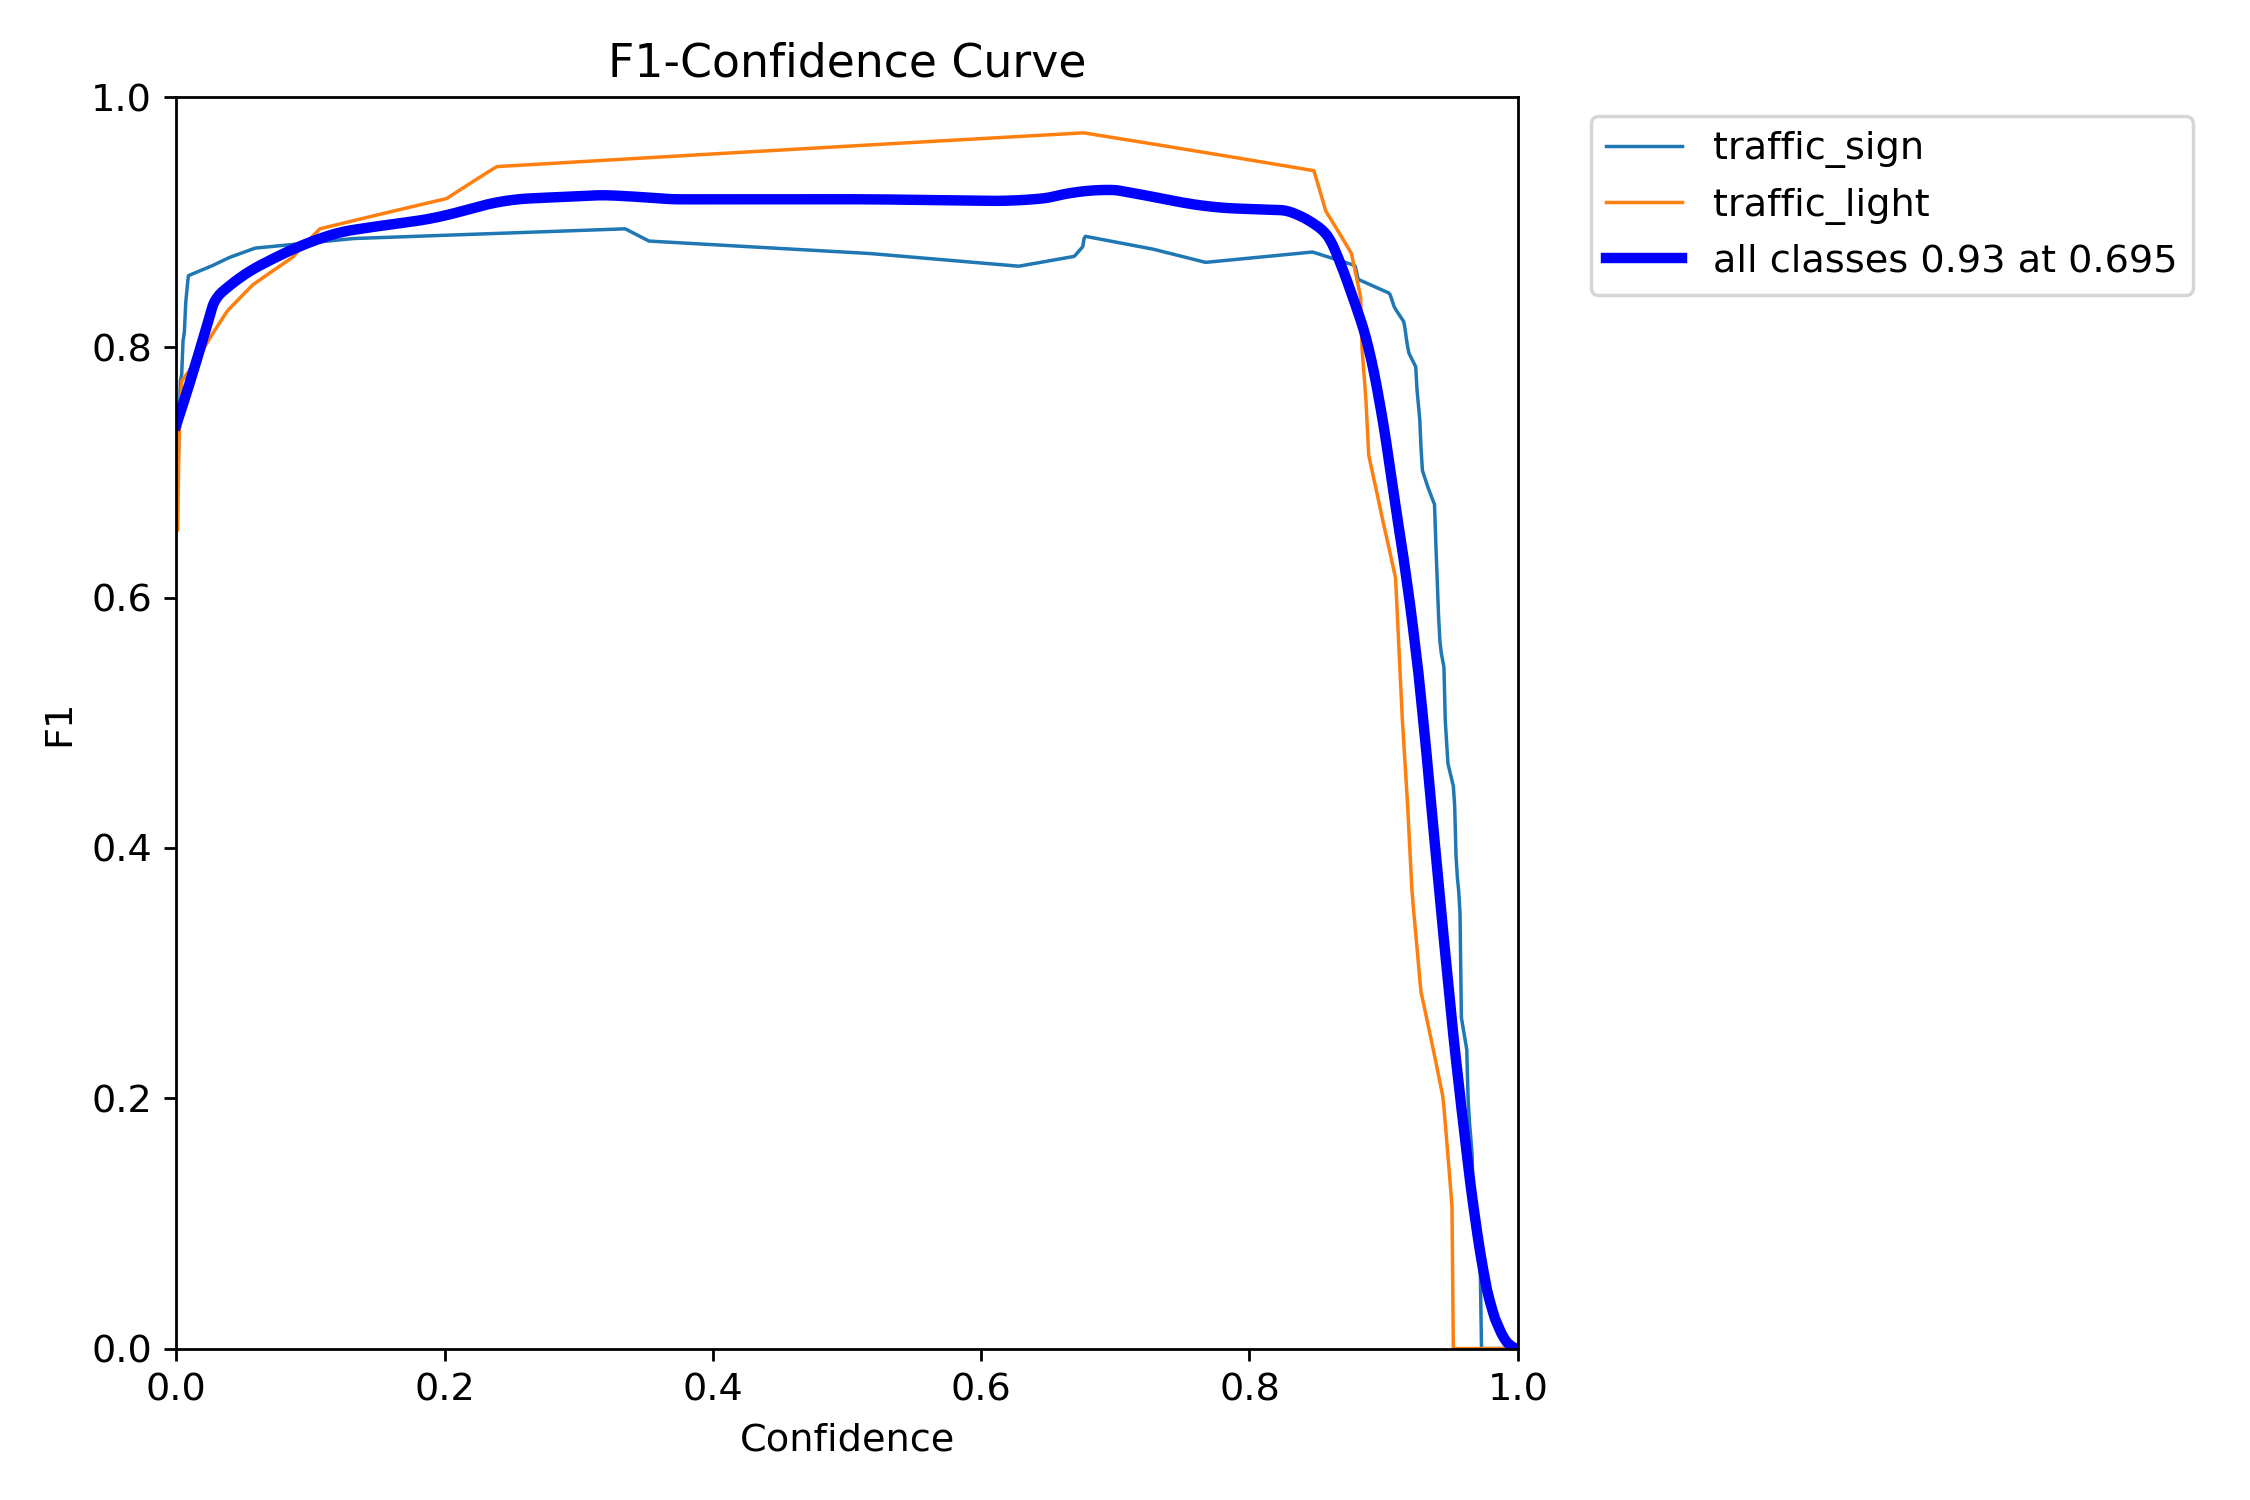 F1-Confidence Curve
1.0
0.8
0.6
0.4
0.2
0.0
F1
0.0 0.2 0.4 0.6 0.8 1.0
Confidence
traffic_sign
traffic_light
all classes 0.93 at 0.695